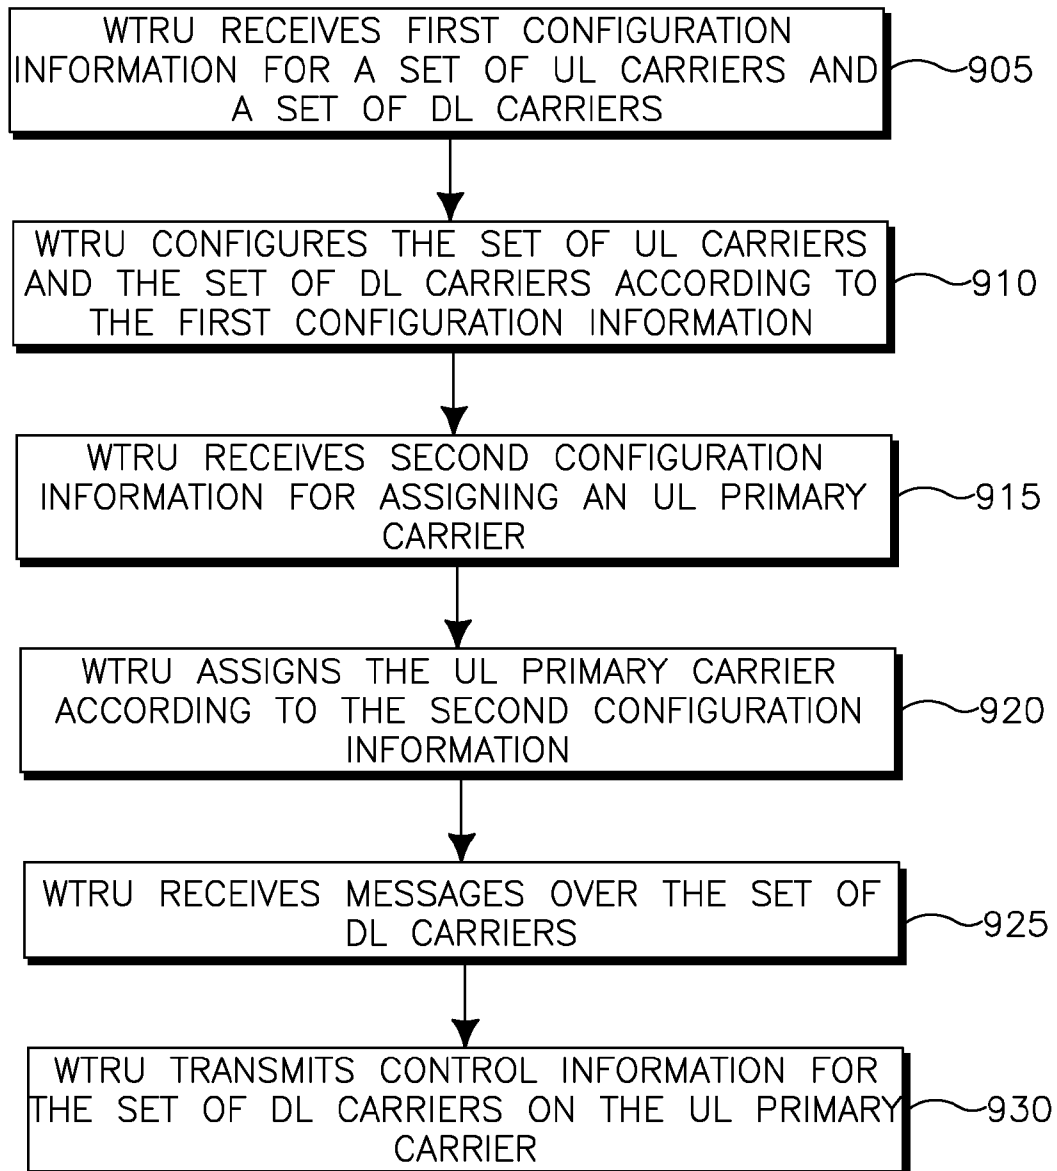 WTRU RECEIVES FIRST CONFIGURATION
INFORMATION FOR A SET OF UL CARRIERS AND
A SET OF DL CARRIERS
905
WTRU CONFIGURES THE SET OF UL CARRIERS
AND THE SET OF DL CARRIERS ACCORDING TO
THE FIRST CONFIGURATION INFORMATION
910
WTRU RECEIVES SECOND CONFIGURATION
INFORMATION FOR ASSIGNING AN UL PRIMARY
CARRIER
915
WTRU ASSIGNS THE UL PRIMARY CARRIER
ACCORDING TO THE SECOND CONFIGURATION
INFORMATION
920
WTRU RECEIVES MESSAGES OVER THE SET OF
DL CARRIERS
925
WTRU TRANSMITS CONTROL INFORMATION FOR
THE SET OF DL CARRIERS ON THE UL PRIMARY
CARRIER
930